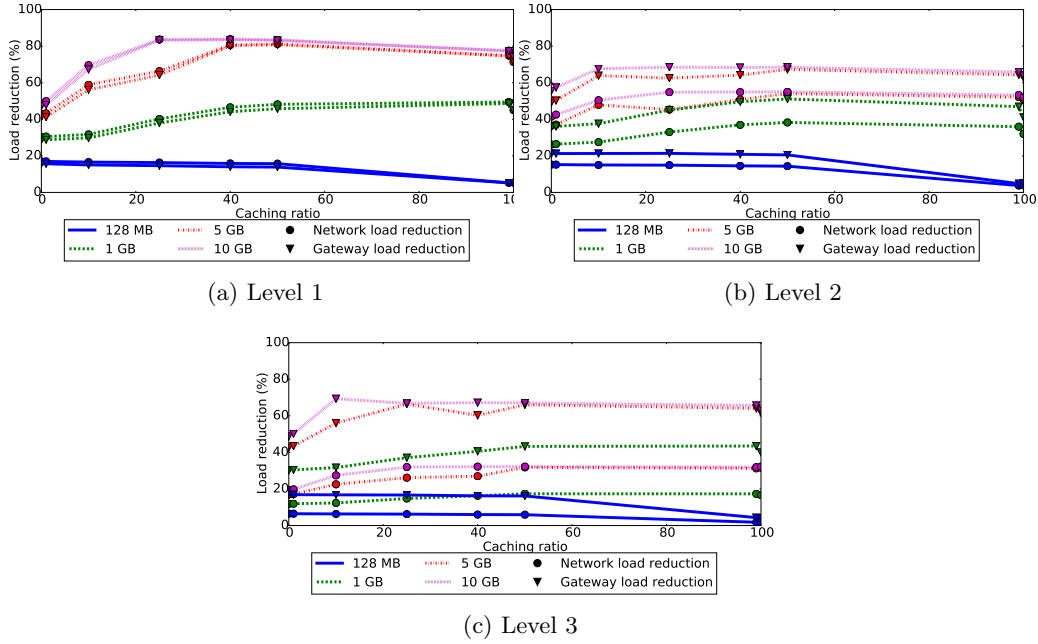 100
80
60
40
20
0
Load reduction (%)
0 20 40 60 80 100
Caching ratio
128 MB 5 GB Network load reduction
1 GB 10 GB Gateway load reduction
(a) Level 1
100
80
60
40
20
0
Load reduction (%)
0 20 40 60 80 100
Caching ratio
128 MB 5 GB Network load reduction
1 GB 10 GB Gateway load reduction
(b) Level 2
100
80
60
40
20
0
Load reduction (%)
0 20 40 60 80 100
Caching ratio
128 MB 5 GB Network load reduction
1 GB 10 GB Gateway load reduction
(c) Level 3